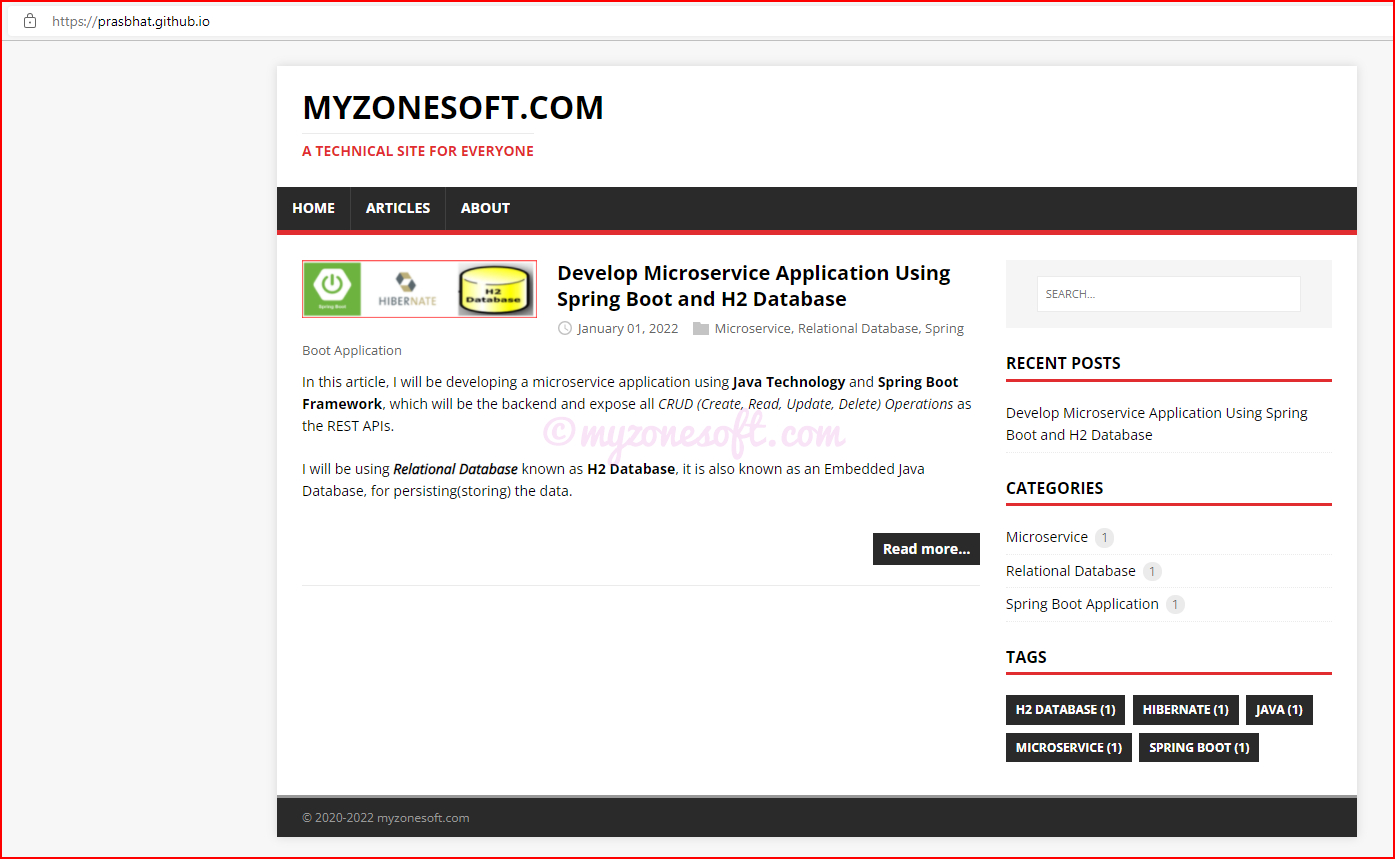 https://prasbhat.github.io
MYZONESOFT.COM
A TECHNICAL SITE FOR EVERYONE
HOME ARTICLES ABOUT
Spring Boot
HIBERNATE
H2
Database
Develop Microservice Application Using
Spring Boot and H2 Database
January 01, 2022 Microservice, Relational Database, Spring
Boot Application
In this article, I will be developing a microservice application using Java Technology and Spring Boot
Framework, which will be the backend and expose all CRUD (Create, Read, Update, Delete) Operations as
the REST APIs.
© myzonesoft.com
I will be using Relational Database known as H2 Database, it is also known as an Embedded Java
Database, for persisting(storing) the data.
Read more...
SEARCH...
RECENT POSTS
Develop Microservice Application Using Spring
Boot and H2 Database
CATEGORIES
Microservice 1
Relational Database 1
Spring Boot Application 1
TAGS
H2 DATABASE (1) HIBERNATE (1) JAVA (1)
MICROSERVICE (1) SPRING BOOT (1)
© 2020-2022 myzonesoft.com